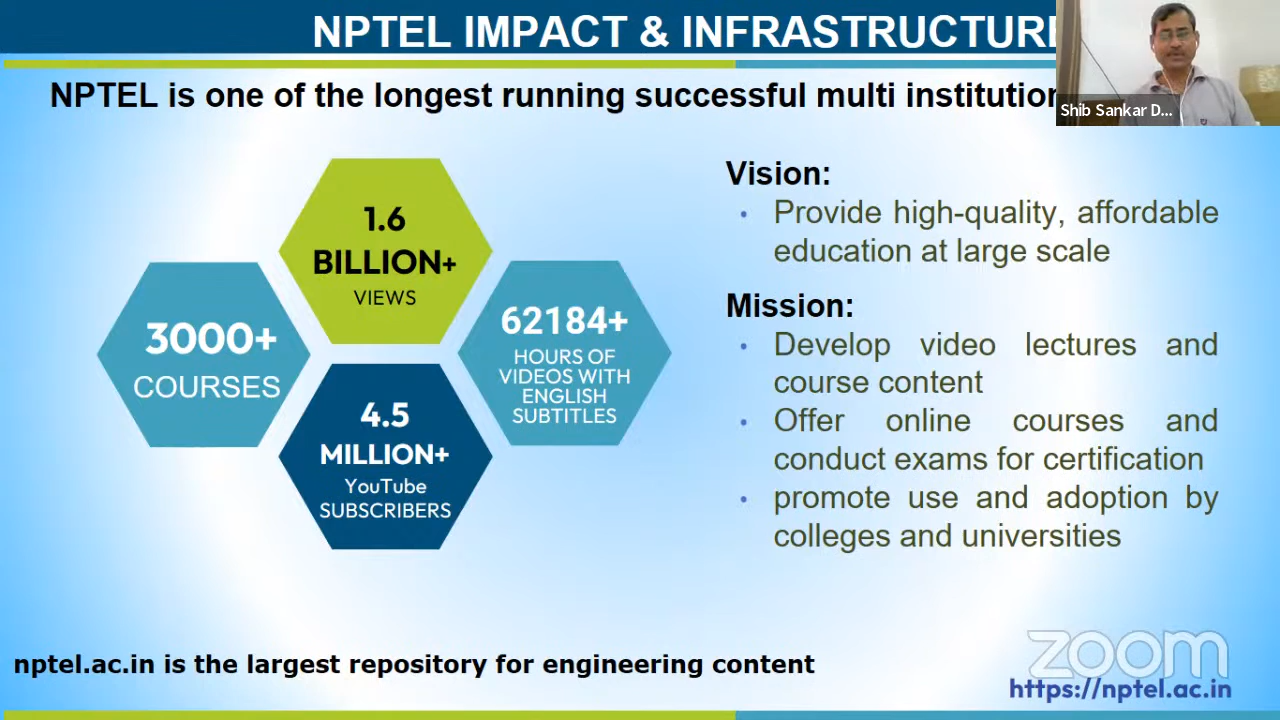 NPTEL IMPACT & INFRASTRUCTURE
NPTEL is one of the longest running successful multi institution
Shib Sankar D...
1.6
BILLION+
VIEWS
3000+
COURSES
62184+
HOURS OF
VIDEOS WITH
ENGLISH
SUBTITLES
4.5
MILLION+
YouTube
SUBSCRIBERS
Vision:
• Provide high-quality, affordable
education at large scale
Mission:
• Develop video lectures and
course content
• Offer online courses and
conduct exams for certification
• promote use and adoption by
colleges and universities
nptel.ac.in is the largest repository for engineering content
zoom
https://nptel.ac.in